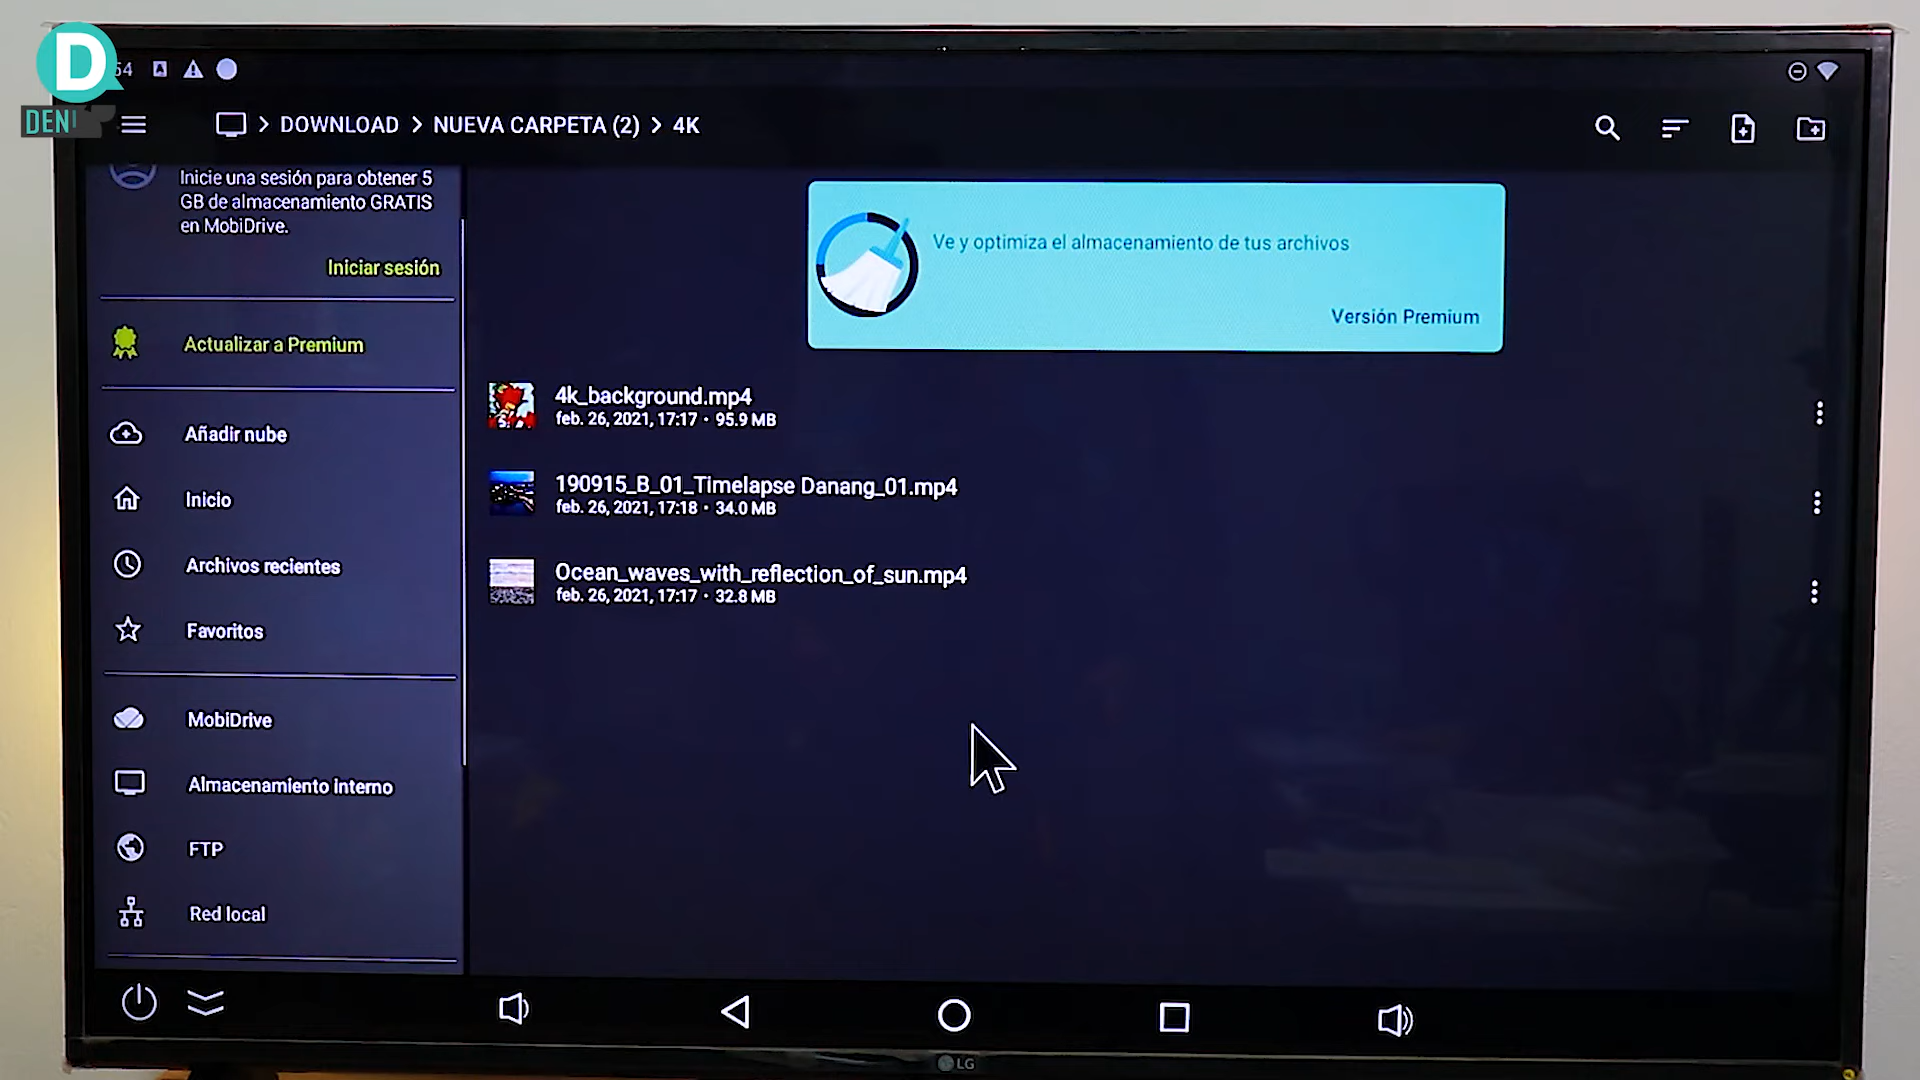 D
DEN
54
DOWNLOAD > NUEVA CARPETA (2) > 4K
Inicie una sesión para obtener 5
GB de almacenamiento GRATIS
en MobiDrive.
Iniciar sesión
Actualizar a Premium
Añadir nube
Inicio
Archivos recientes
Favoritos
MobiDrive
Almacenamiento interno
FTP
Red local
Ve y optimiza el almacenamiento de tus archivos
Versión Premium
4k_background.mp4
feb. 26, 2021, 17:17 · 95.9 MB
190915_B_01_Timelapse Danang_01.mp4
feb. 26, 2021, 17:18 · 34.0 MB
Ocean_waves_with_reflection_of_sun.mp4
feb. 26, 2021, 17:17 · 32.8 MB
LG